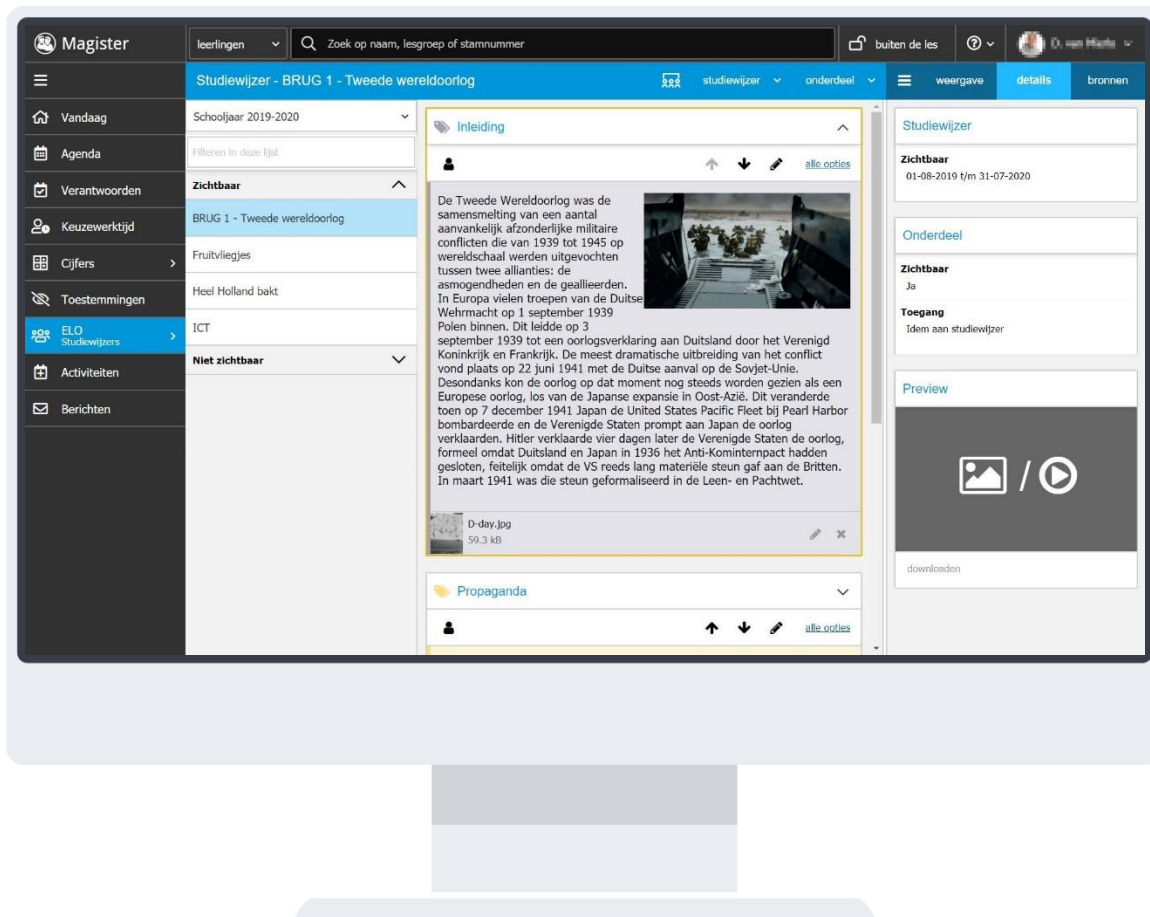 Magister
leerlingen
Zoek op naam, lesgroep of stamnummer
buiten de les
Studiewijzer - BRUG 1 - Tweede wereldoorlog
studiewijzer
onderdeel
weergave
details
bronnen
Vandaag
Agenda
Verantwoorden
Keuzewerktijd
Cijfers
Toestemmingen
ELO
Studiewijzers
Activiteiten
Berichten
Schooljaar 2019-2020
Filteren in deze lijst
Zichtbaar
BRUG 1 - Tweede wereldoorlog
Fruitvliegjes
Heel Holland bakt
ICT
Niet zichtbaar
Inleiding
alle opties
De Tweede Wereldoorlog was de
samensmelting van een aantal
aanvankelijk afzonderlijke militaire
conflicten die van 1939 tot 1945 op
wereldschaal werden uitgevochten
tussen twee allianties: de
asmogendheden en de geallieerden.
In Europa vielen troepen van de Duitse
Wehrmacht op 1 september 1939
Polen binnen. Dit leidde op 3
september 1939 tot een oorlogsverklaring aan Duitsland door het Verenigd
Koninkrijk en Frankrijk. De meest dramatische uitbreiding van het conflict
vond plaats op 22 juni 1941 met de Duitse aanval op de Sovjet-Unie.
Desondanks kon de oorlog op dat moment nog steeds worden gezien als een
Europese oorlog, los van de Japanse expansie in Oost-Azië. Dit veranderde
toen op 7 december 1941 Japan de United States Pacific Fleet bij Pearl Harbor
bombardeerde en de Verenigde Staten prompt aan Japan de oorlog
verklaarden. Hitler verklaarde vier dagen later de Verenigde Staten de oorlog,
formeel omdat Duitsland en Japan in 1936 het Anti-Kominternpact hadden
gesloten, feitelijk omdat de VS reeds lang materiële steun gaf aan de Britten.
In maart 1941 was die steun geformaliseerd in de Leen- en Pachtwet.
D-day.jpg
59.3 kB
Propaganda
alle opties
Studiewijzer
Zichtbaar
01-08-2019 t/m 31-07-2020
Onderdeel
Zichtbaar
Ja
Toegang
Idem aan studiewijzer
Preview
downloaden